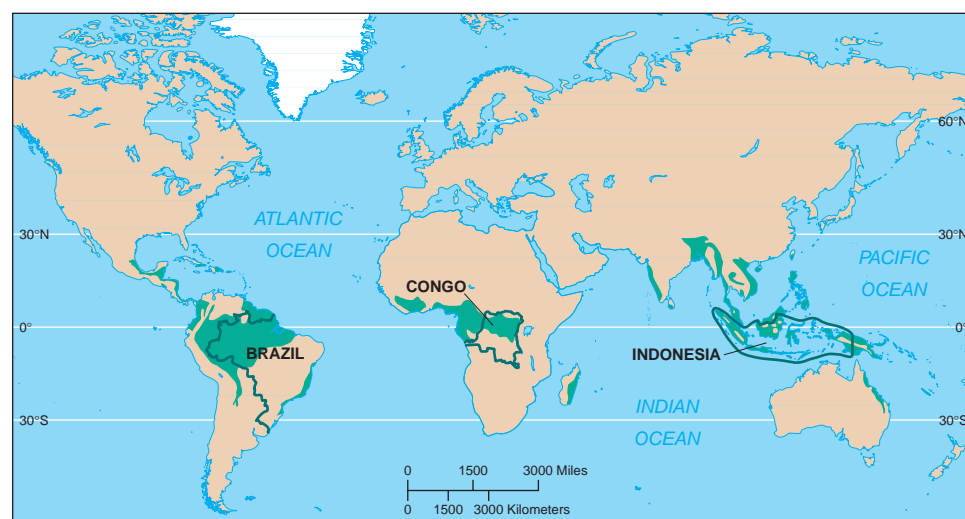 60°N
ATLANTIC
OCEAN
30°N
30°N
PACIFIC
OCEAN
CONGO
0°
0°
BRAZIL
INDONESIA
INDIAN
OCEAN
30°S
30°S
0 1500 3000 Miles
0 1500 3000 Kilometers